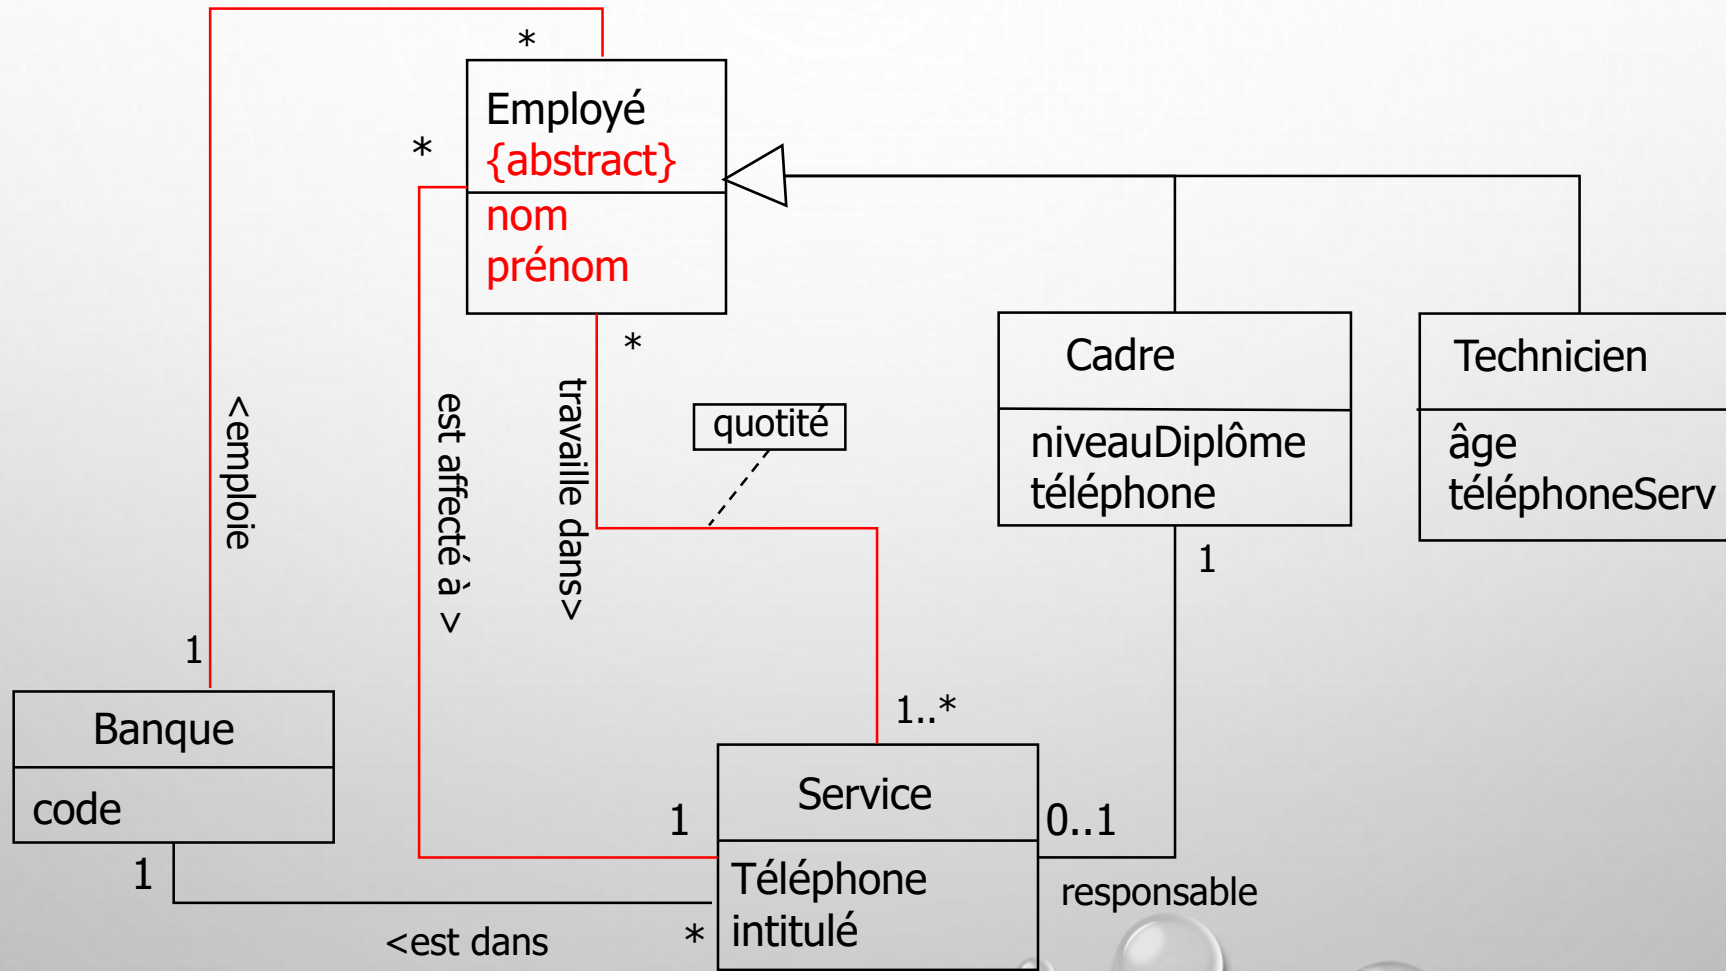 *
Employé
{abstract}
*
nom
prénom
*
Cadre
niveauDiplôme
téléphone
1
Technicien
âge
téléphoneServ
<emploie
est affecté à >
travaille dans>
quotité
1
1..*
Banque
code
1
Service
Téléphone
intitulé
1
0..1
responsable
<est dans
*